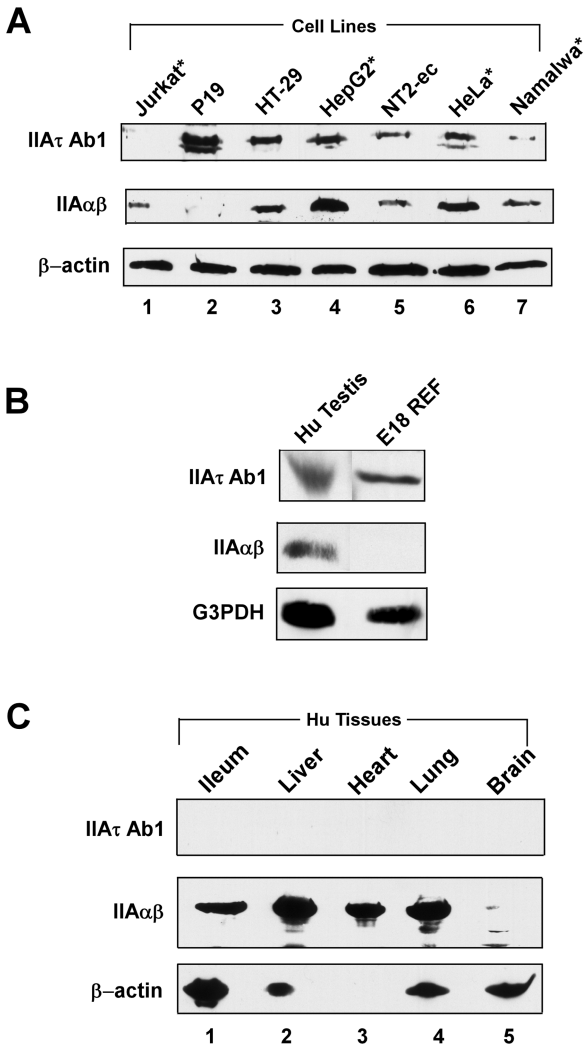 A
Cell Lines
Jurkat* P19 HT-29 HepG2* NT2-ec HeLa* Namalwa*
IIAτ Ab1
IIAαβ
β–actin
1 2 3 4 5 6 7
B
Hu Testis E18 REF
IIAτ Ab1
IIAαβ
G3PDH
C
Hu Tissues
Ileum Liver Heart Lung Brain
IIAτ Ab1
IIAαβ
β–actin
1 2 3 4 5